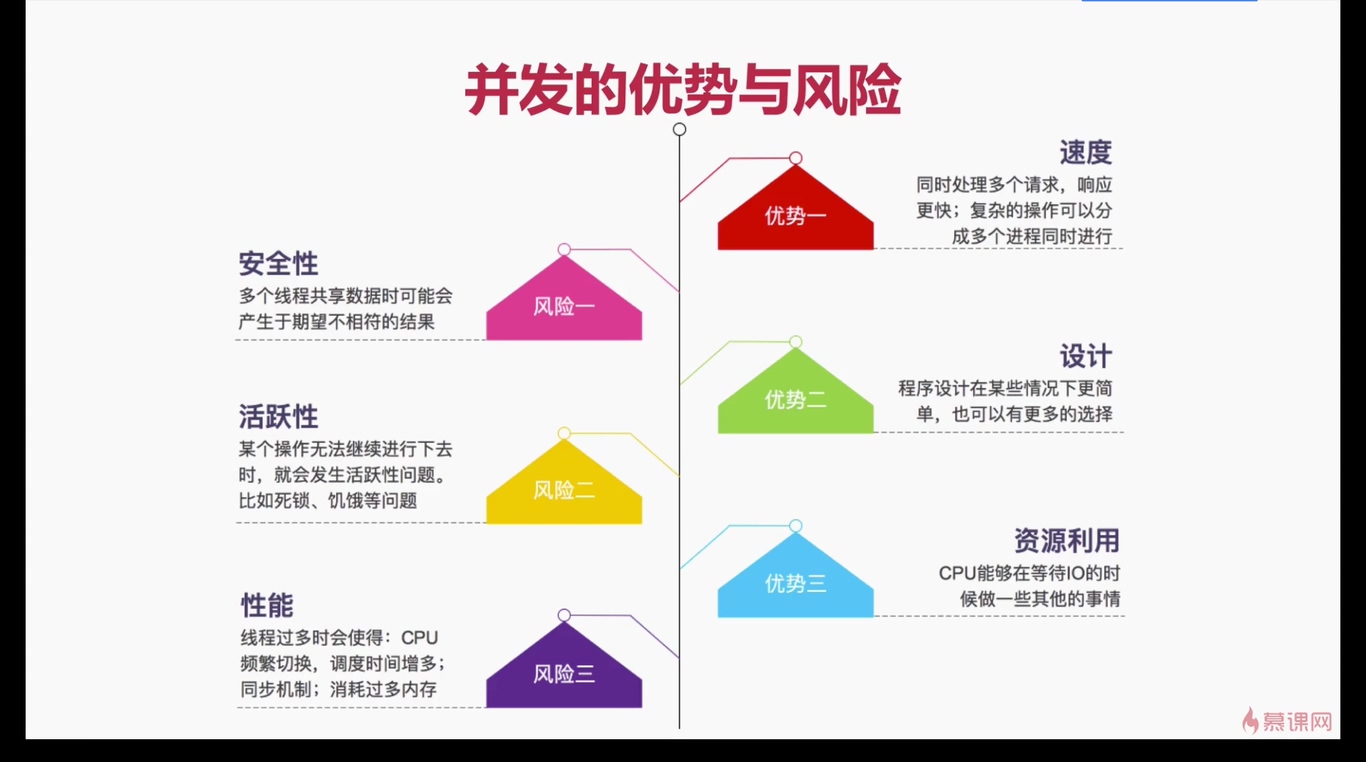 并发的优势与风险
速度
同时处理多个请求，响应
更快；复杂的操作可以分
成多个进程同时进行
优势一
安全性
多个线程共享数据时可能会
产生于期望不相符的结果
风险一
设计
程序设计在某些情况下更简
单，也可以有更多的选择
优势二
活跃性
某个操作无法继续进行下去
时，就会发生活跃性问题。
比如死锁、饥饿等问题
风险二
资源利用
CPU能够在等待IO的时
候做一些其他的事情
优势三
性能
线程过多时会使得：CPU
频繁切换，调度时间增多；
同步机制；消耗过多内存
风险三
慕课网